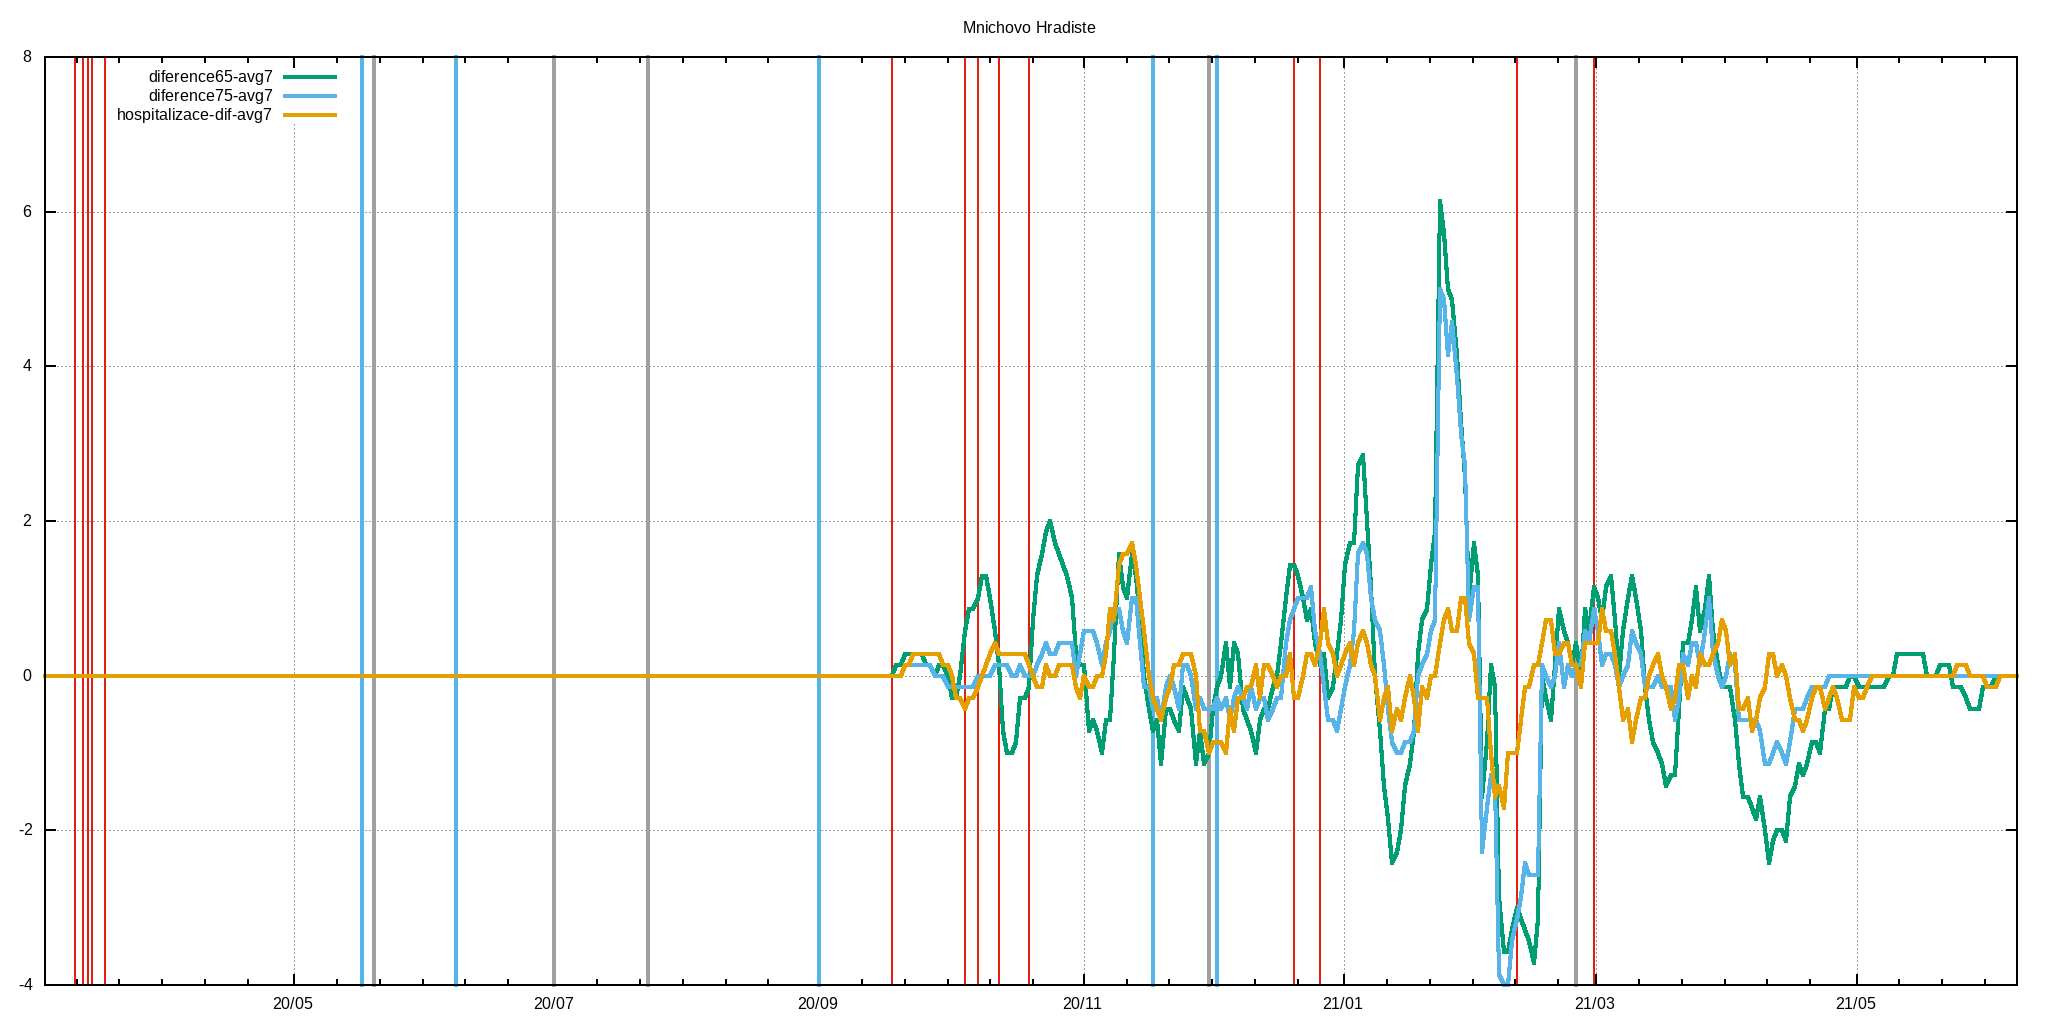 Mnichovo Hradiste
8
diference65-avg7
diference75-avg7
hospitalizace-dif-avg7
6
4
2
0
-2
-4
20/05 20/07 20/09 20/11 21/01 21/03 21/05